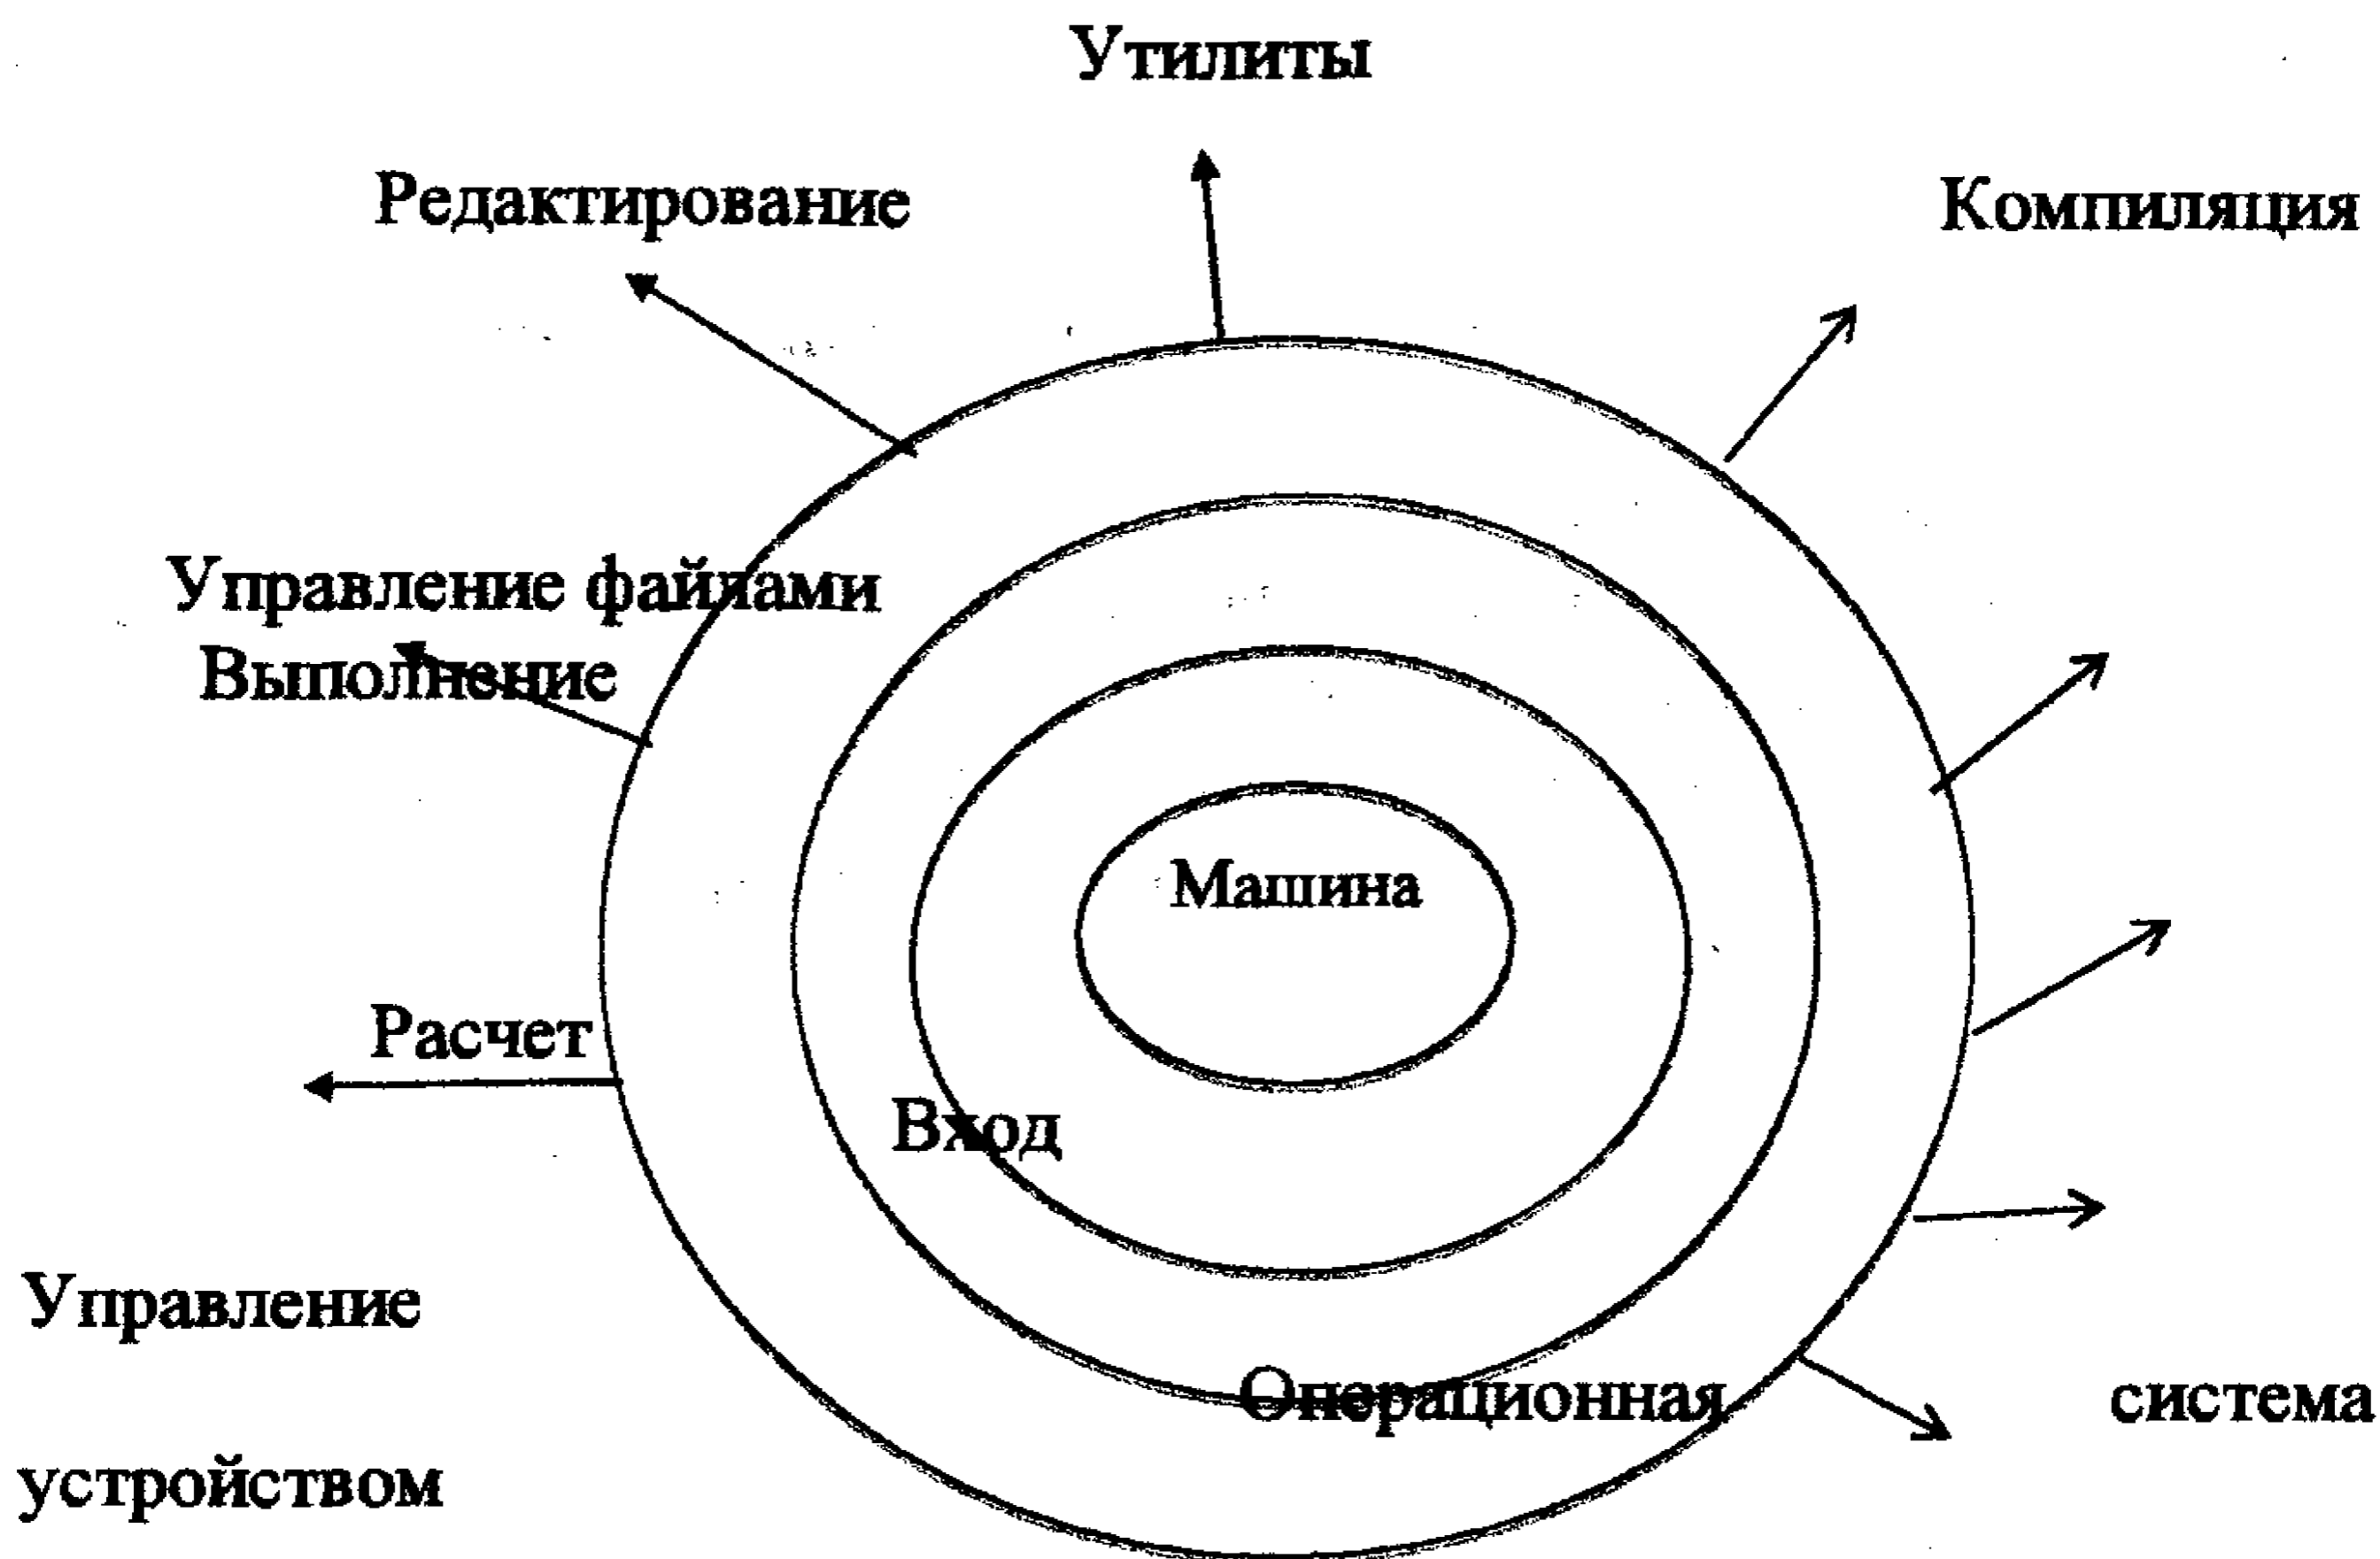 Утилиты
Редактирование
Компиляция
Управление файлами
Выполнение
Машина
Расчет
Вход
Управление
Операционная система
устройством